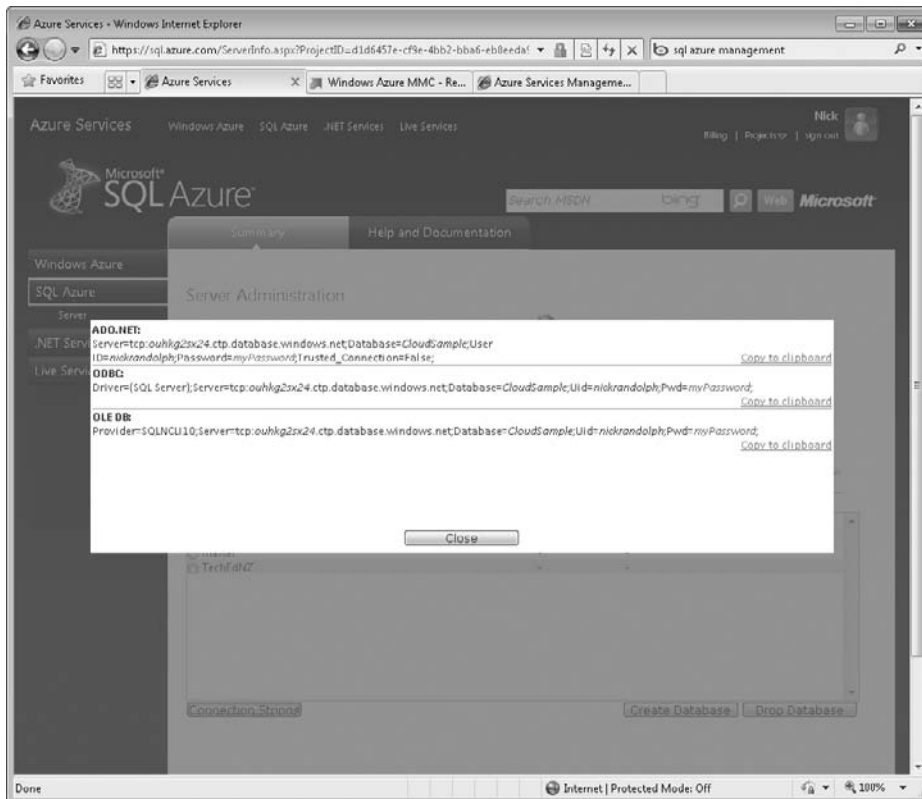 Azure Services - Windows Internet Explorer
https://sql.azure.com/ServerInfo.aspx?ProjectID=d1d6457e-cf9e-4bb2-bba6-eb8eeda
sql azure management
Favorites
Azure Services
Windows Azure MMC - Re...
Azure Services Manageme...
Azure Services
Windows Azure SQL Azure .NET Services Live Services
Nick
Billing | Projects | sign out
Microsoft®
SQL Azure™
Search MSDN
bing
Web
Microsoft
Summary
Help and Documentation
Windows Azure
SQL Azure
Server
.NET Serv
Live Servi
Server Administration
ADO.NET:
Server=tcp:ouhkg2sx24.ctp.database.windows.net;Database=CloudSample;User
ID=nickrandolph;Password=myPassword;Trusted_Connection=False;
Copy to clipboard
ODBC:
Driver={SQL Server};Server=tcp:ouhkg2sx24.ctp.database.windows.net;Database=CloudSample;Uid=nickrandolph;Pwd=myPassword;
Copy to clipboard
OLE DB:
Provider=SQLNCLI10;Server=tcp:ouhkg2sx24.ctp.database.windows.net;Database=CloudSample;Uid=nickrandolph;Pwd=myPassword;
Copy to clipboard
Close
TechEdNZ
Connection Strings
Create Database
Drop Database
Done
Internet | Protected Mode: Off
100%